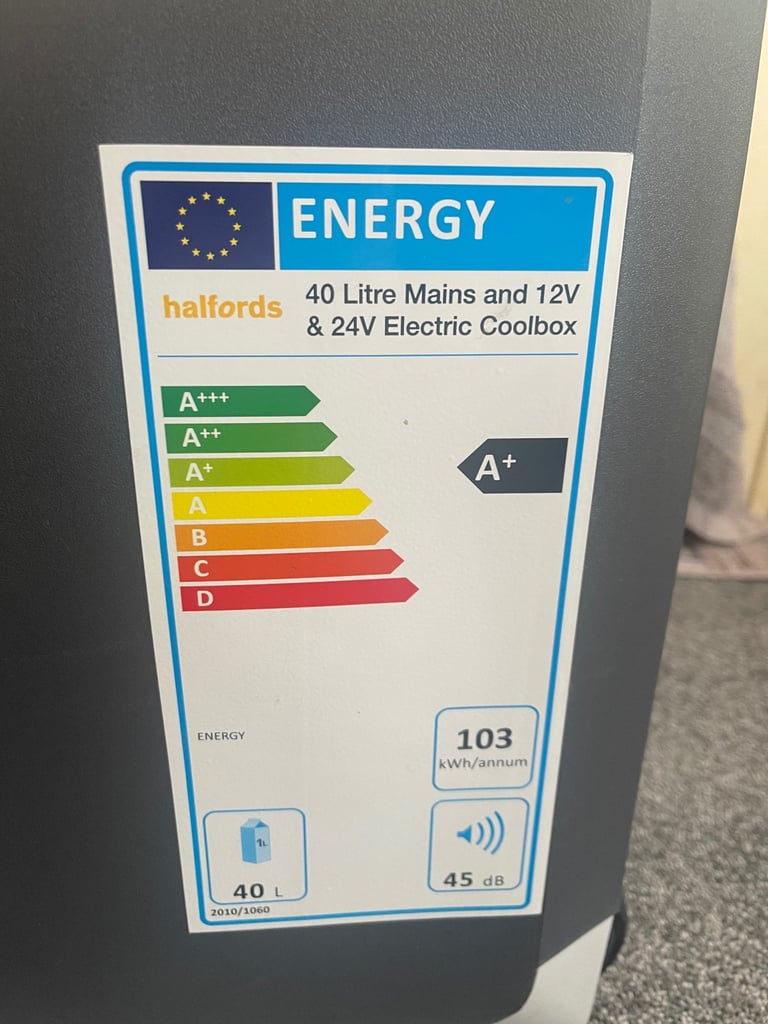 ENERGY
halfords
40 Litre Mains and 12V
& 24V Electric Coolbox
A+++
A++
A+
A+
A
B
C
D
ENERGY
103
kWh/annum
1L
40 L
45 dB
2010/1060